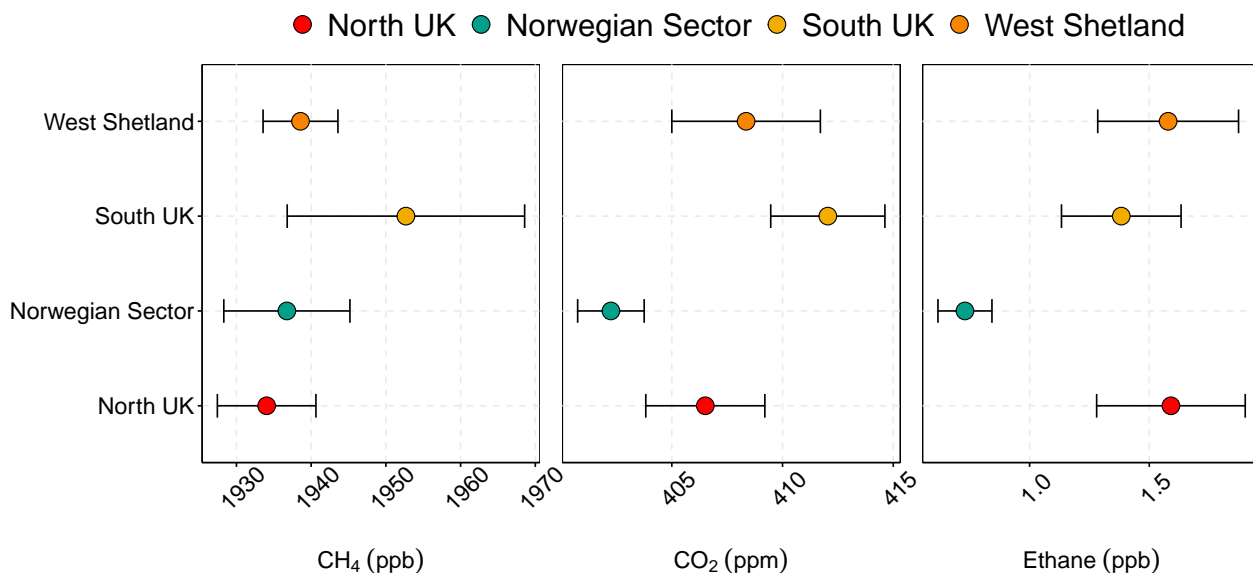 North UK Norwegian Sector South UK West Shetland
West Shetland
South UK
Norwegian Sector
North UK
1930 1940 1950 1960 1970 405 410 415 1.0 1.5
CH₄ (ppb) CO₂ (ppm) Ethane (ppb)